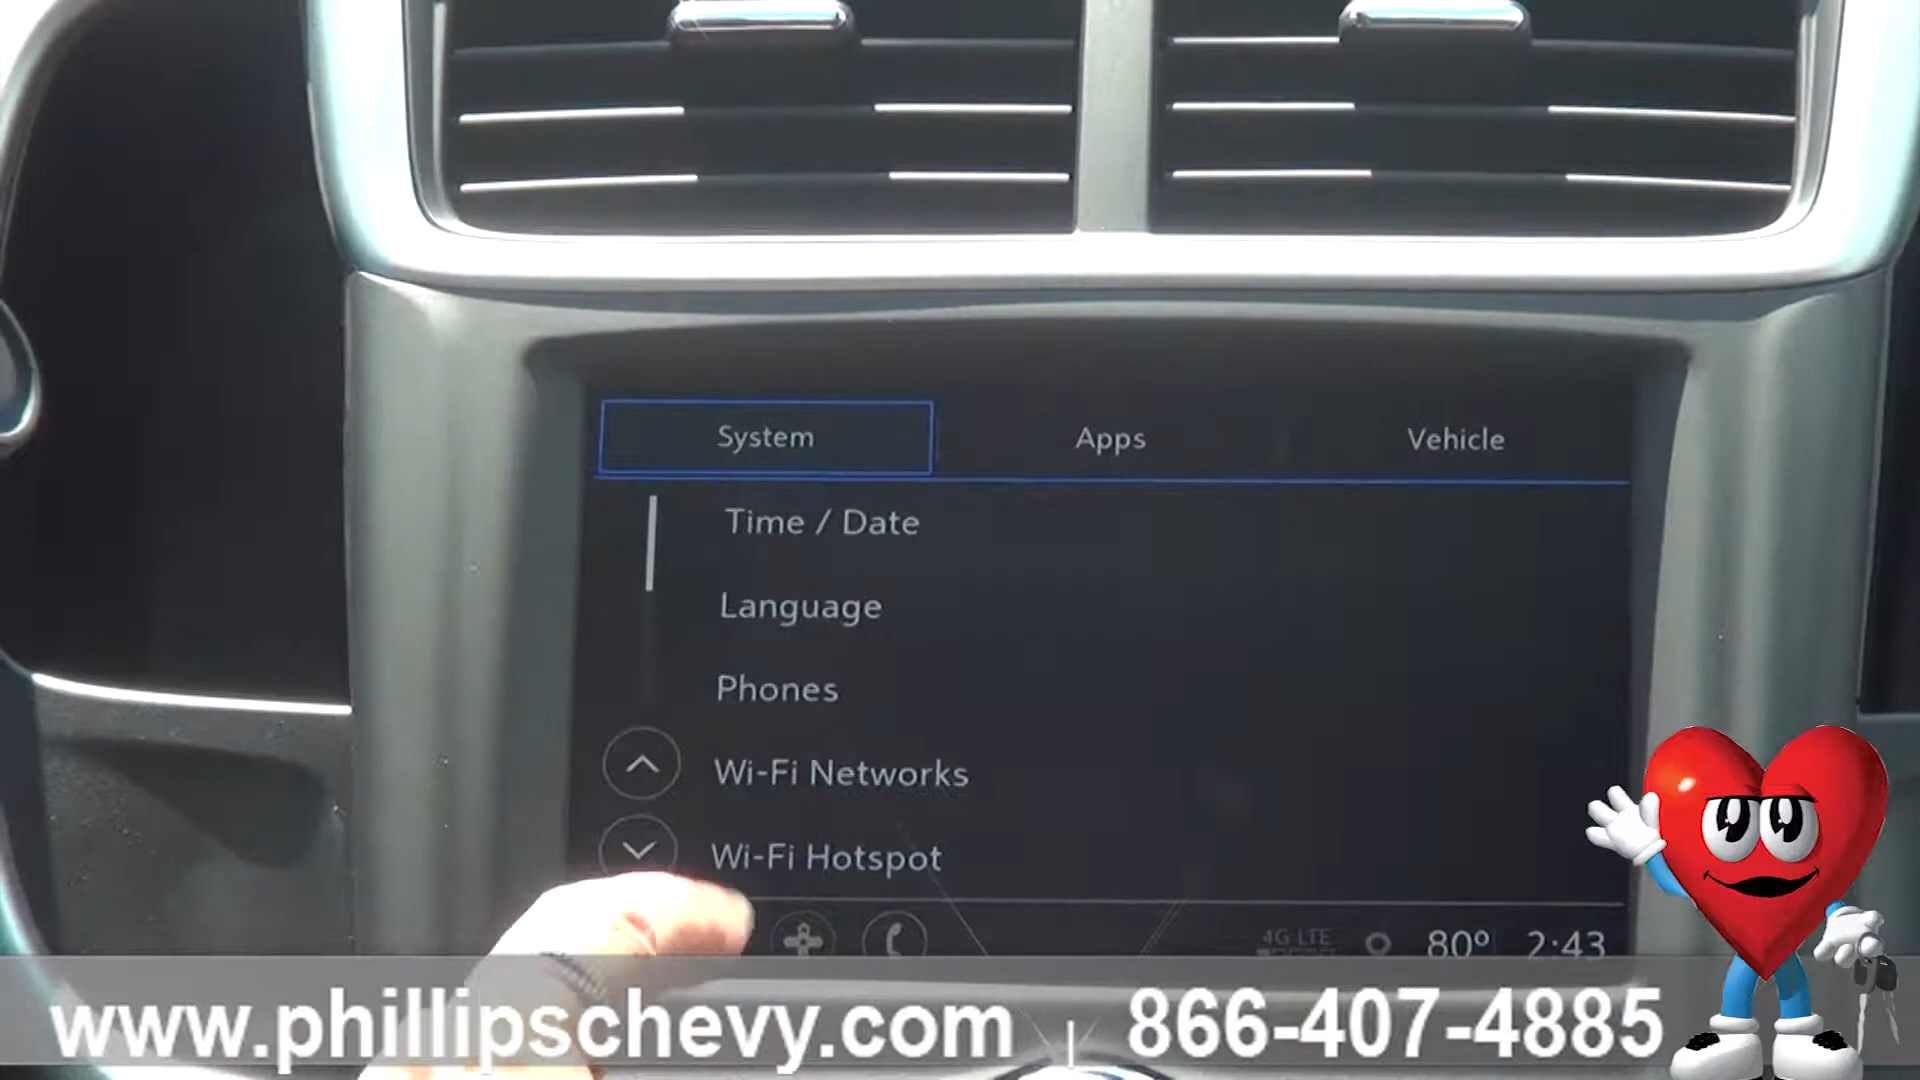 System Apps Vehicle
Time / Date
Language
Phones
Wi-Fi Networks
Wi-Fi Hotspot
4G LTE 80º 2:43
www.phillipschevy.com | 866-407-4885